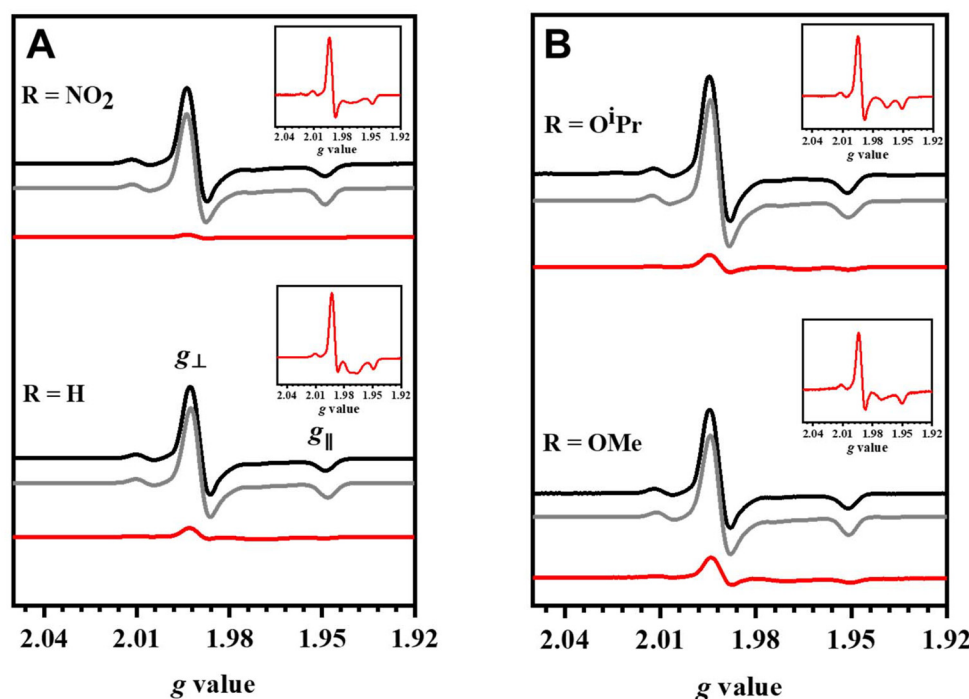 A
R = NO2
2.04 2.01 1.98 1.95 1.92
g value
R = H
g⊥
g∥
2.04 2.01 1.98 1.95 1.92
g value
2.04 2.01 1.98 1.95 1.92
g value
B
R = OiPr
2.04 2.01 1.98 1.95 1.92
g value
R = OMe
2.04 2.01 1.98 1.95 1.92
g value
2.04 2.01 1.98 1.95 1.92
g value